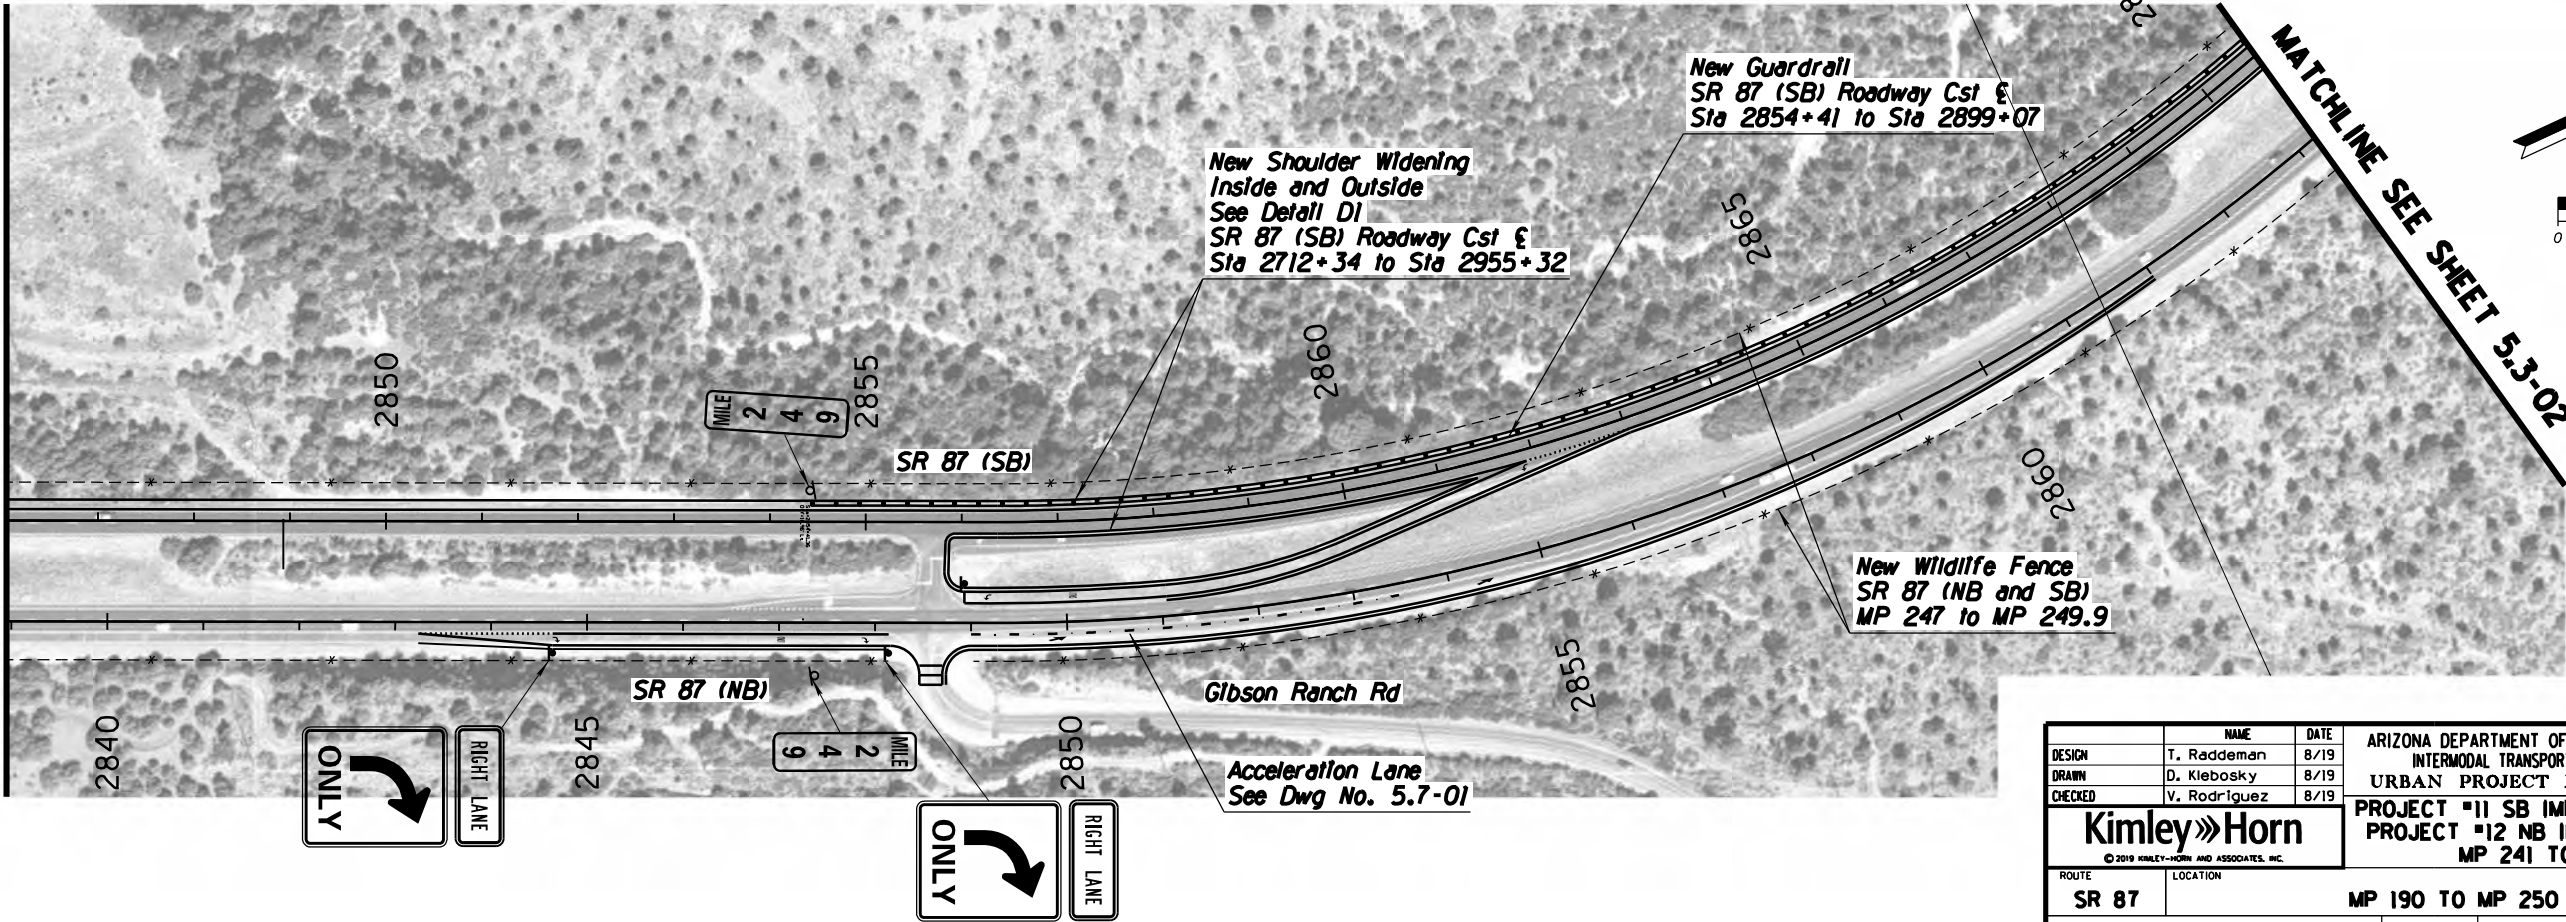 MATCHLINE SEE SHEET 5.3-02
New Guardrail
SR 87 (SB) Roadway Cst ℄
Sta 2854+41 to Sta 2899+07
New Shoulder Widening
Inside and Outside
See Detail D1
SR 87 (SB) Roadway Cst ℄
Sta 2712+34 to Sta 2955+32
0
2850
2855
2860
2865
MILE
2
4
9
SR 87 (SB)
2860
New Wildlife Fence
SR 87 (NB and SB)
MP 247 to MP 249.9
2855
SR 87 (NB)
Gibson Ranch Rd
2840
2845
2850
ONLY
RIGHT LANE
MILE
2
4
9
Acceleration Lane
See Dwg No. 5.7-01
ONLY
RIGHT LANE
NAME DATE
DESIGN T. Raddeman 8/19
DRAWN D. Klebosky 8/19
CHECKED V. Rodriguez 8/19
Kimley»Horn
© 2019 KIMLEY-HORN AND ASSOCIATES, INC.
ARIZONA DEPARTMENT OF
INTERMODAL TRANSPOR
URBAN PROJECT
PROJECT #11 SB IM
PROJECT #12 NB I
MP 241 TO
ROUTE LOCATION
SR 87 MP 190 TO MP 250